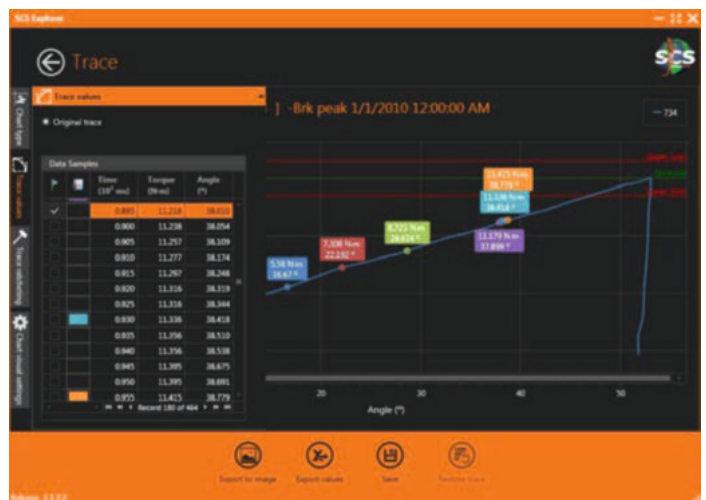 SCS Explorer
Trace
SCS
Trace values
] -Brk peak 1/1/2010 12:00:00 AM
734
Original trace
Chart type
Trace values
Trace ratcheting
Chart visual settings
Data Samples
Time Torque Angle
(10³ ms) (N·m) (°)
0.895 11.218 38.010
0.900 11.238 38.054
0.905 11.257 38.109
0.910 11.277 38.174
0.915 11.297 38.248
0.920 11.316 38.319
0.925 11.316 38.344
0.930 11.336 38.418
0.935 11.356 38.510
0.940 11.356 38.538
0.945 11.395 38.675
0.950 11.395 38.691
0.955 11.415 38.779
Record 180 of 464
11,415 N·m
38.779 °
11,336 N·m
38.418 °
11,179 N·m
37.899 °
8,722 N·m
7,308 N·m
22.192 °
5,58 N·m
16.67 °
20 30 40 50
Angle (°)
Export to image Export values Save Restore trace